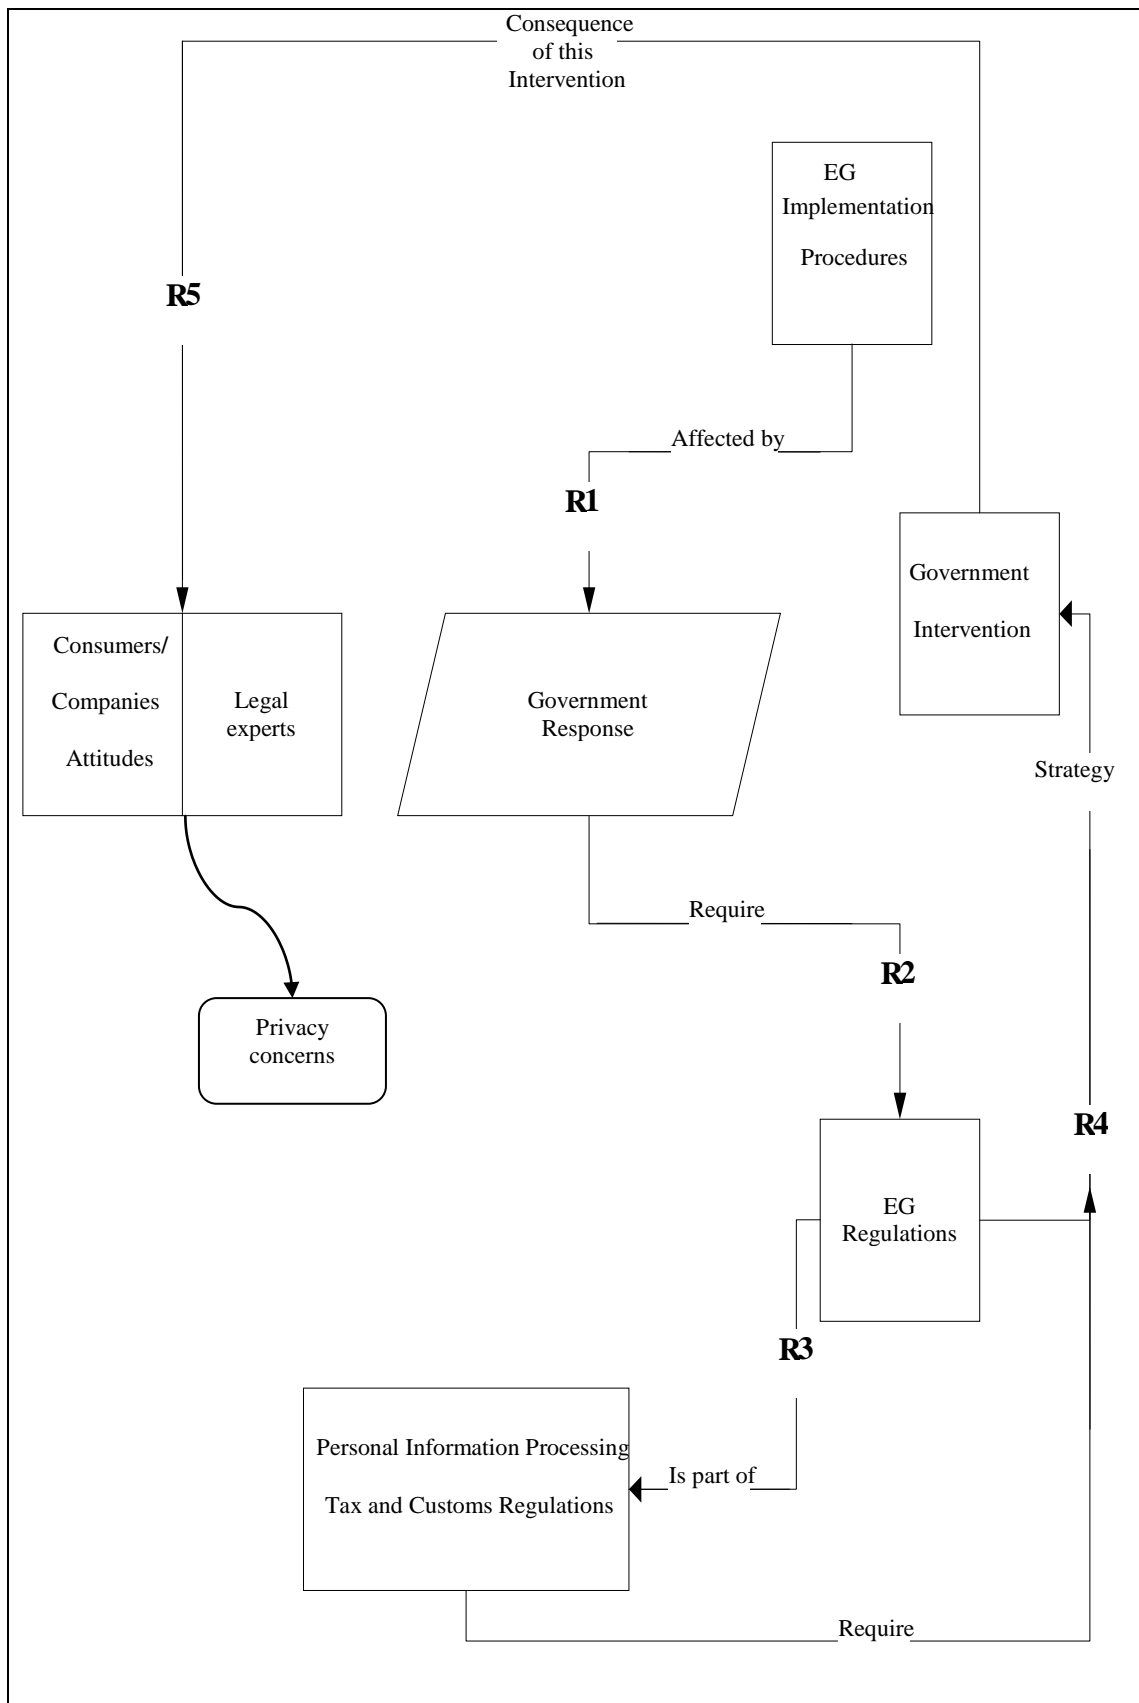 Consequence
of this
Intervention
EG
Implementation
Procedures
R5
Affected by
R1
Government
Intervention
Consumers/
Companies
Attitudes
Legal
experts
Government
Response
Strategy
Require
R2
Privacy
concerns
R4
EG
Regulations
R3
Personal Information Processing
Tax and Customs Regulations
Is part of
Require